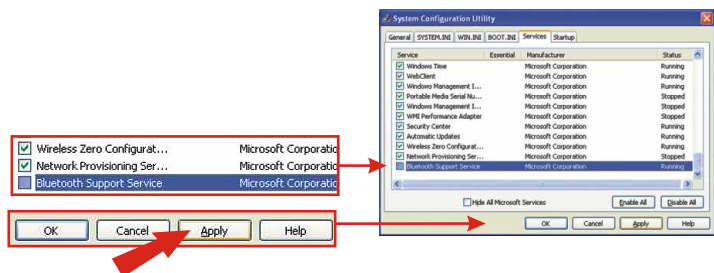 System Configuration Utility
General SYSTEM.INI WIN.INI BOOT.INI Services Startup
Service Essential Manufacturer Status
Windows Time Microsoft Corporation Running
WebClient Microsoft Corporation Running
Windows Management I... Microsoft Corporation Running
Portable Media Serial Nu... Microsoft Corporation Stopped
Windows Management I... Microsoft Corporation Stopped
WMI Performance Adapter Microsoft Corporation Stopped
Security Center Microsoft Corporation Running
Automatic Updates Microsoft Corporation Running
Wireless Zero Configurat... Microsoft Corporation Running
Network Provisioning Ser... Microsoft Corporation Stopped
Bluetooth Support Service Microsoft Corporation Running
Hide All Microsoft Services Enable All Disable All
OK Cancel Apply Help
Wireless Zero Configurat... Microsoft Corporatio
Network Provisioning Ser... Microsoft Corporatio
Bluetooth Support Service Microsoft Corporatio
OK Cancel Apply Help